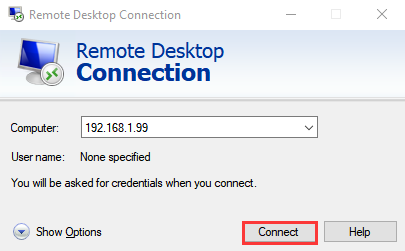 Remote Desktop Connection
Remote Desktop
Connection
Computer: 192.168.1.99
User name: None specified
You will be asked for credentials when you connect.
Show Options Connect Help